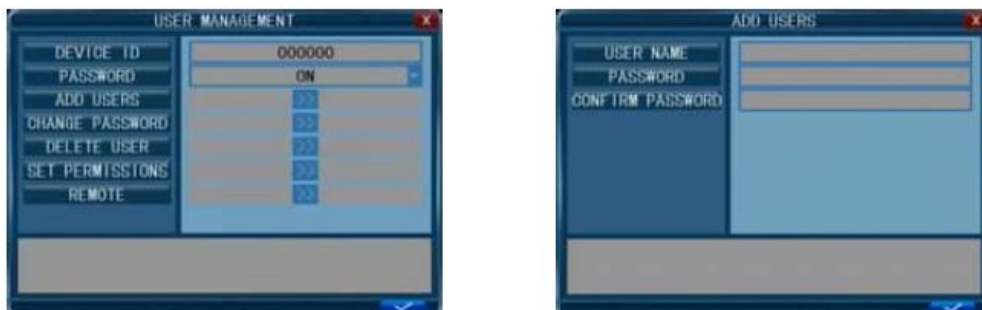 USER MANAGEMENT
DEVICE ID 000000
PASSWORD ON
ADD USERS >>
CHANGE PASSWORD >>
DELETE USER >>
SET PERMISSIONS >>
REMOTE >>
ADD USERS
USER NAME
PASSWORD
CONFIRM PASSWORD